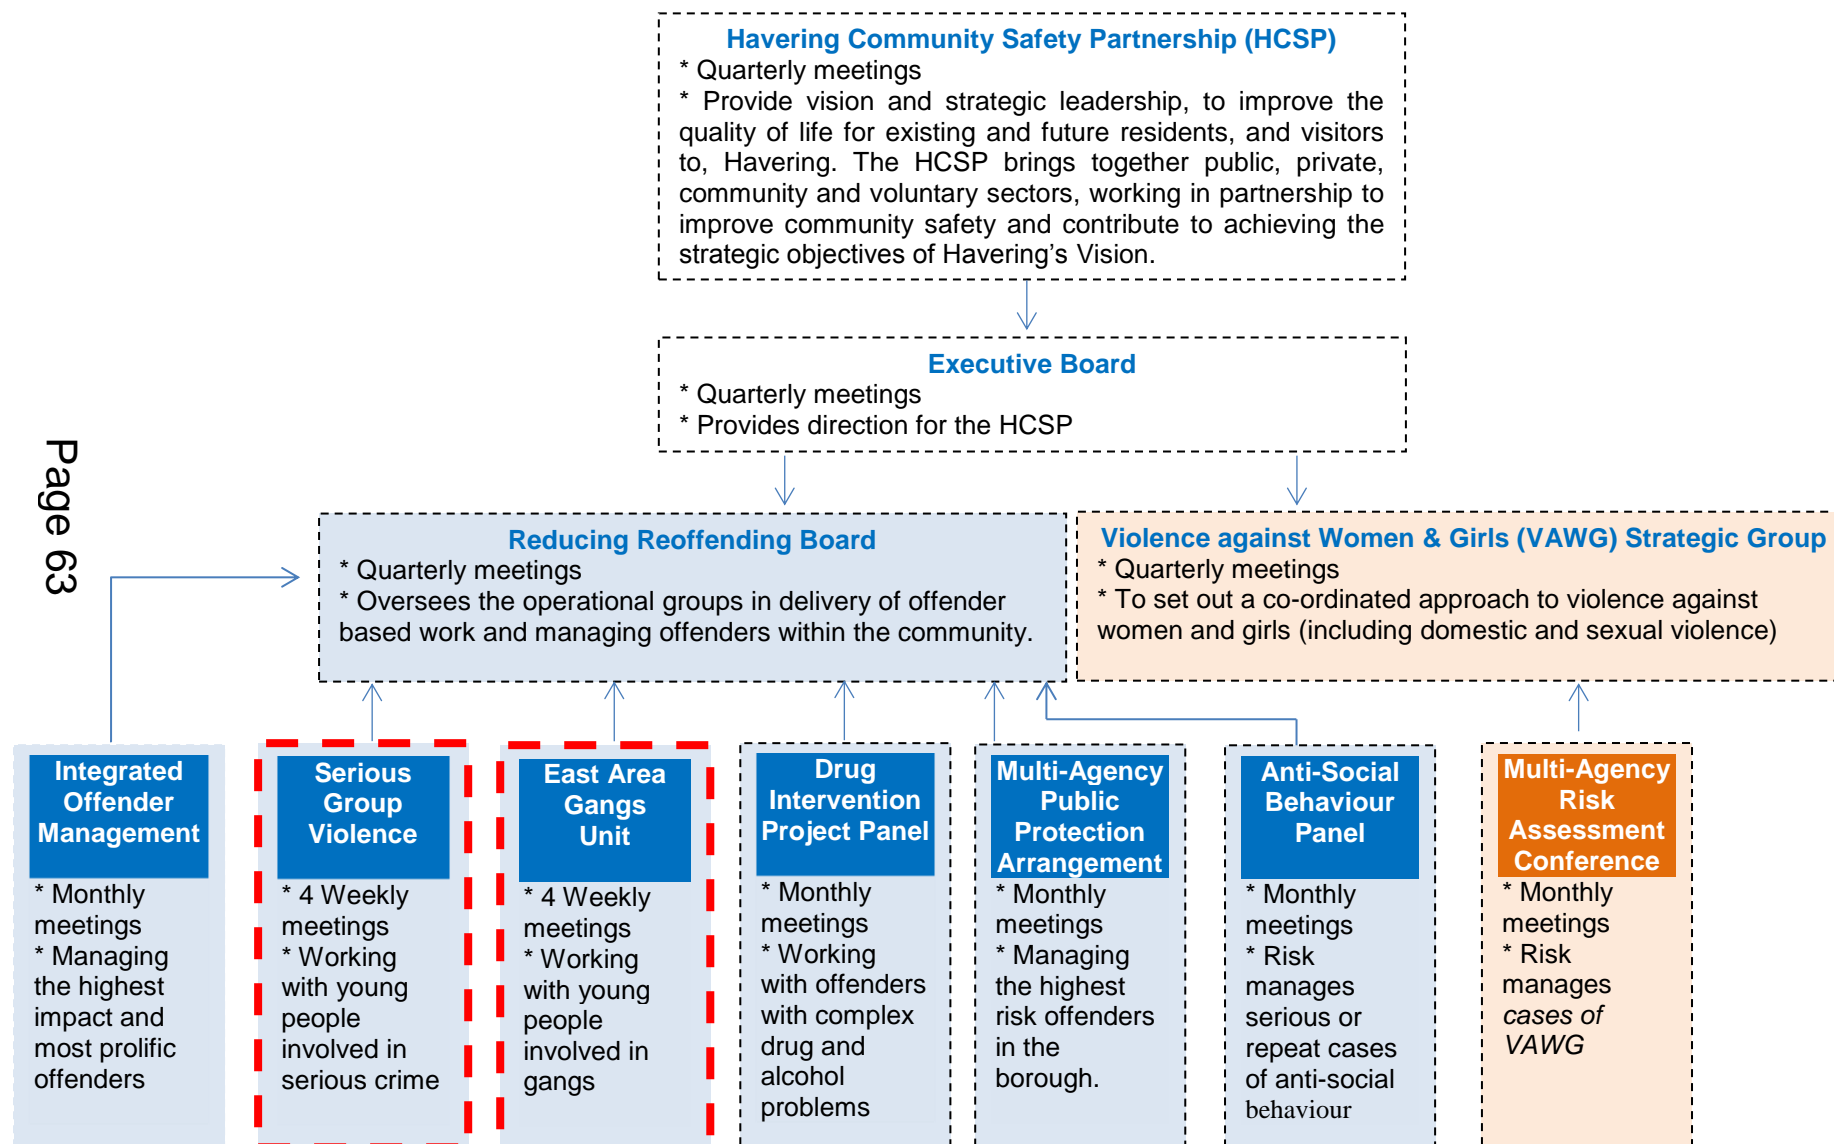 Havering Community Safety Partnership (HCSP)
* Quarterly meetings
* Provide vision and strategic leadership, to improve the
quality of life for existing and future residents, and visitors
to, Havering. The HCSP brings together public, private,
community and voluntary sectors, working in partnership to
improve community safety and contribute to achieving the
strategic objectives of Havering’s Vision.
Executive Board
* Quarterly meetings
* Provides direction for the HCSP
Page 63
Reducing Reoffending Board
* Quarterly meetings
* Oversees the operational groups in delivery of offender
based work and managing offenders within the community.
Violence against Women & Girls (VAWG) Strategic Group
* Quarterly meetings
* To set out a co-ordinated approach to violence against
women and girls (including domestic and sexual violence)
Integrated
Offender
Management
* Monthly
meetings
* Managing
the highest
impact and
most prolific
offenders
Serious
Group
Violence
* 4 Weekly
meetings
* Working
with young
people
involved in
serious crime
East Area
Gangs
Unit
* 4 Weekly
meetings
* Working
with young
people
involved in
gangs
Drug
Intervention
Project Panel
* Monthly
meetings
* Working
with offenders
with complex
drug and
alcohol
problems
Multi-Agency
Public
Protection
Arrangement
* Monthly
meetings
* Managing
the highest
risk offenders
in the
borough.
Anti-Social
Behaviour
Panel
* Monthly
meetings
* Risk
manages
serious or
repeat cases
of anti-social
behaviour
Multi-Agency
Risk
Assessment
Conference
* Monthly
meetings
* Risk
manages
cases of
VAWG